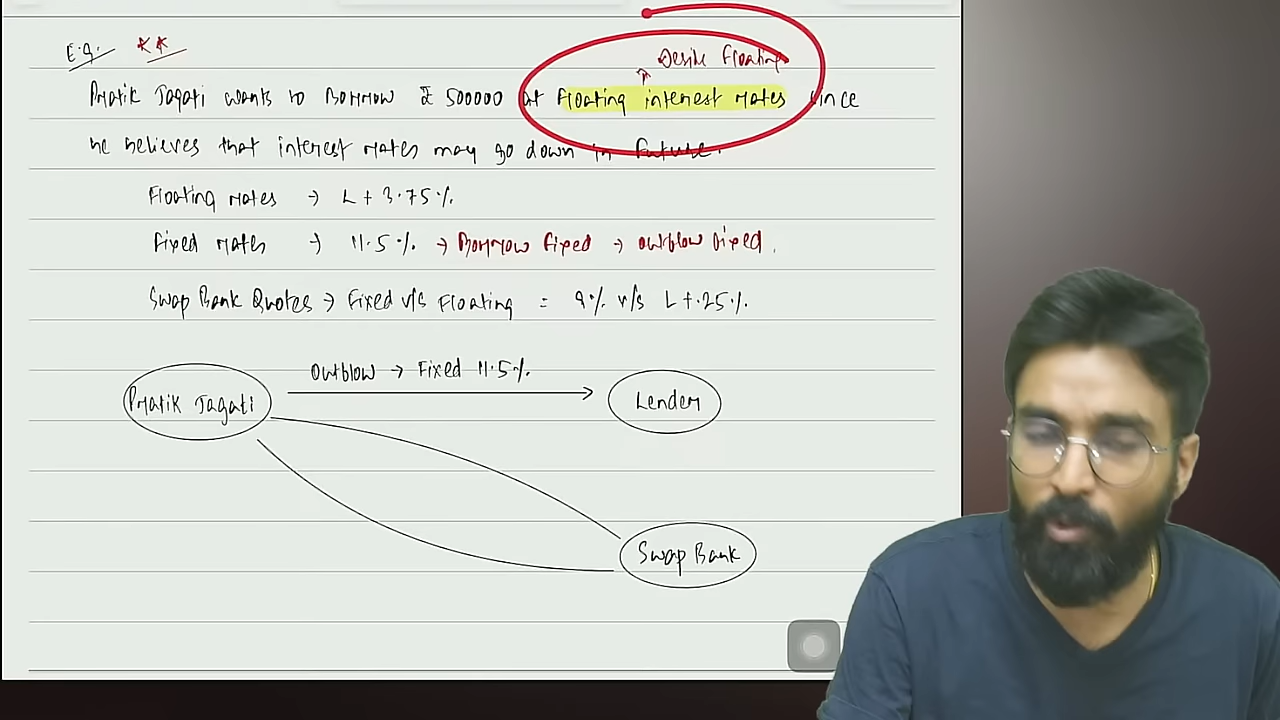 E.g. **
Desire Floating
Pratik Jagati wants to Borrow ₹ 500000 at floating interest rates since
he believes that interest rates may go down in future.
Floating rates → L + 3.75%
Fixed rates → 11.5% → Borrow fixed → outflow fixed.
Swap Bank Quotes → Fixed v/s Floating = 9% v/s L + .25%
Outflow → Fixed 11.5%
Pratik Jagati
Lender
Swap Bank